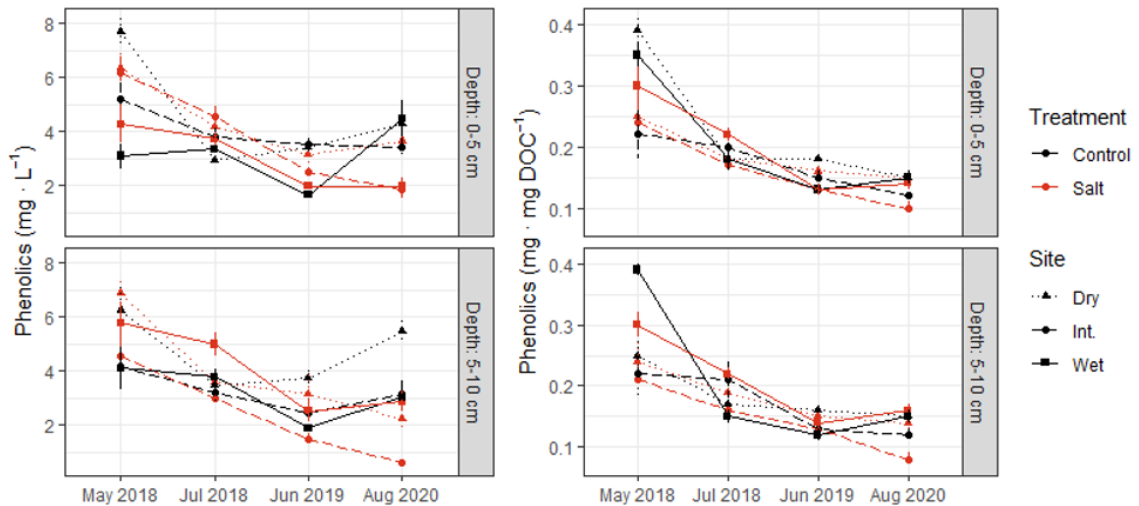 8
6
4
2
Depth: 0-5 cm
8
6
4
2
Depth: 5-10 cm
Phenolics (mg · L⁻¹)
May 2018 Jul 2018 Jun 2019 Aug 2020
0.4
0.3
0.2
0.1
Depth: 0-5 cm
0.4
0.3
0.2
0.1
Depth: 5-10 cm
Phenolics (mg · mg DOC⁻¹)
May 2018 Jul 2018 Jun 2019 Aug 2020
Treatment
Control
Salt
Site
Dry
Int.
Wet